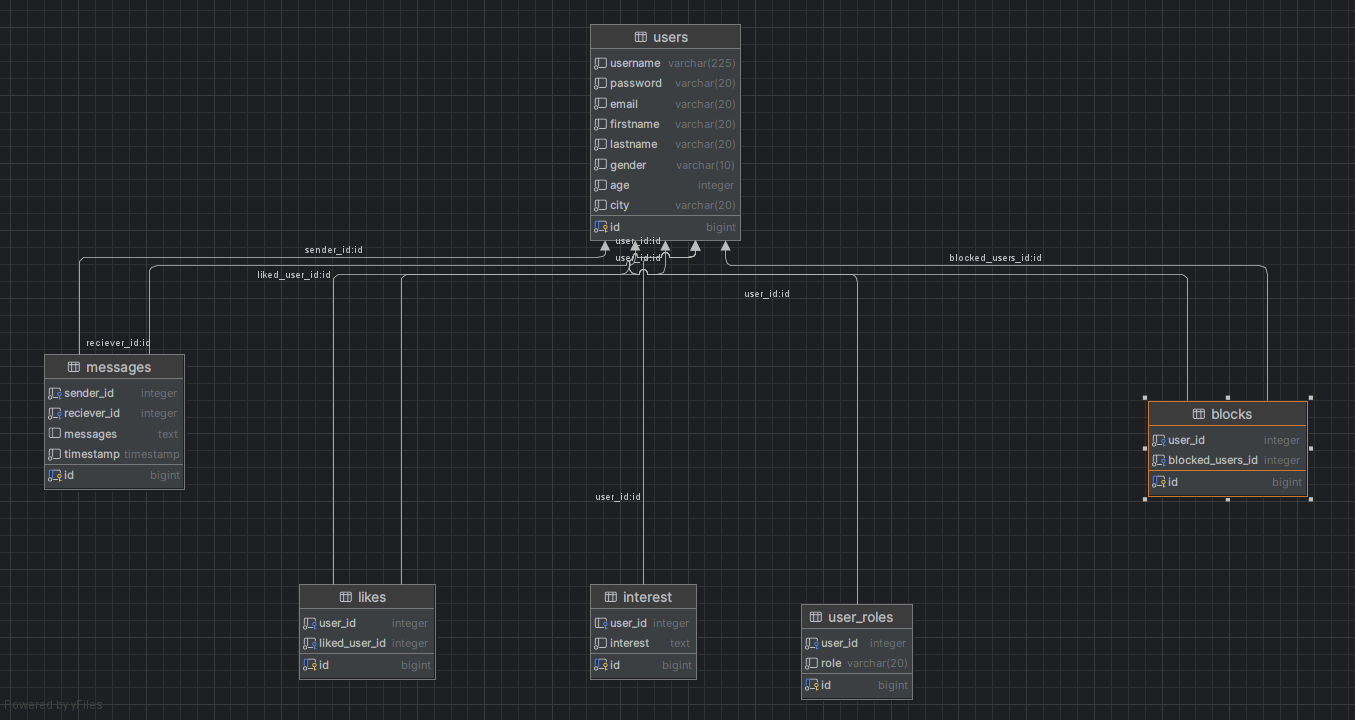 users
username varchar(225)
password varchar(20)
email varchar(20)
firstname varchar(20)
lastname varchar(20)
gender varchar(10)
age integer
city varchar(20)
id bigint
user_id:id
sender_id:id
user_id:id
blocked_users_id:id
liked_user_id:id
user_id:id
reciever_id:id
messages
sender_id integer
reciever_id integer
messages text
timestamp timestamp
id bigint
blocks
user_id integer
blocked_users_id integer
id bigint
user_id:id
likes
user_id integer
liked_user_id integer
id bigint
interest
user_id integer
interest text
id bigint
user_roles
user_id integer
role varchar(20)
id bigint
Powered by yFiles